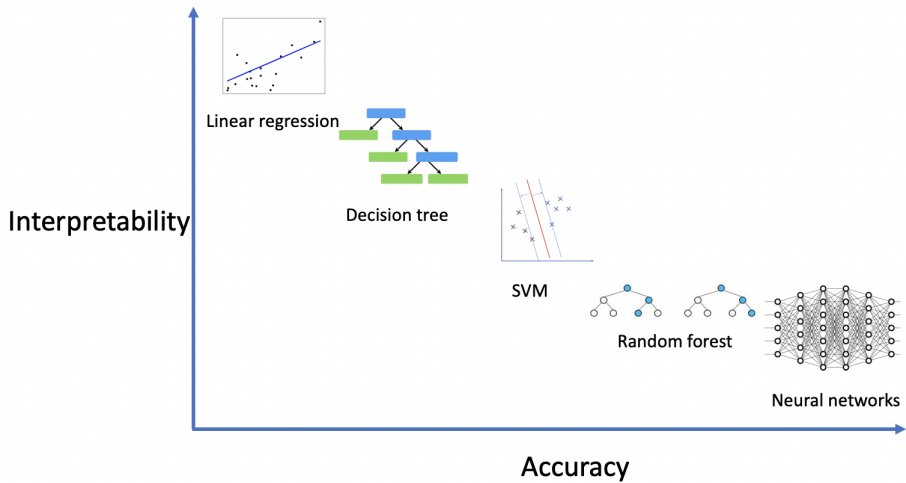 Linear regression
Decision tree
Interpretability
SVM
Random forest
Neural networks
Accuracy